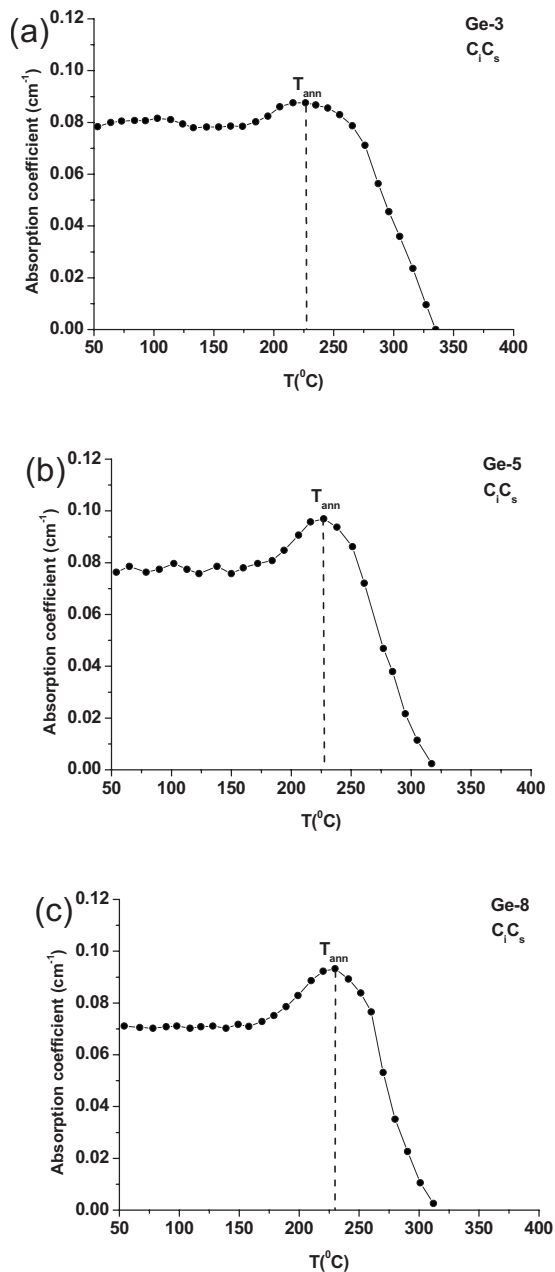 (a)
Ge-3
CᵢCₛ
0.12
0.10
0.08
0.06
0.04
0.02
0.00
Absorption coefficient (cm⁻¹)
Tₐₙₙ
50 100 150 200 250 300 350 400
T(⁰C)
(b)
Ge-5
CᵢCₛ
0.12
0.10
0.08
0.06
0.04
0.02
0.00
Absorption coefficient (cm⁻¹)
Tₐₙₙ
50 100 150 200 250 300 350 400
T(⁰C)
(c)
Ge-8
CᵢCₛ
0.12
0.10
0.08
0.06
0.04
0.02
0.00
Absorption coefficient (cm⁻¹)
Tₐₙₙ
50 100 150 200 250 300 350 400
T(⁰C)